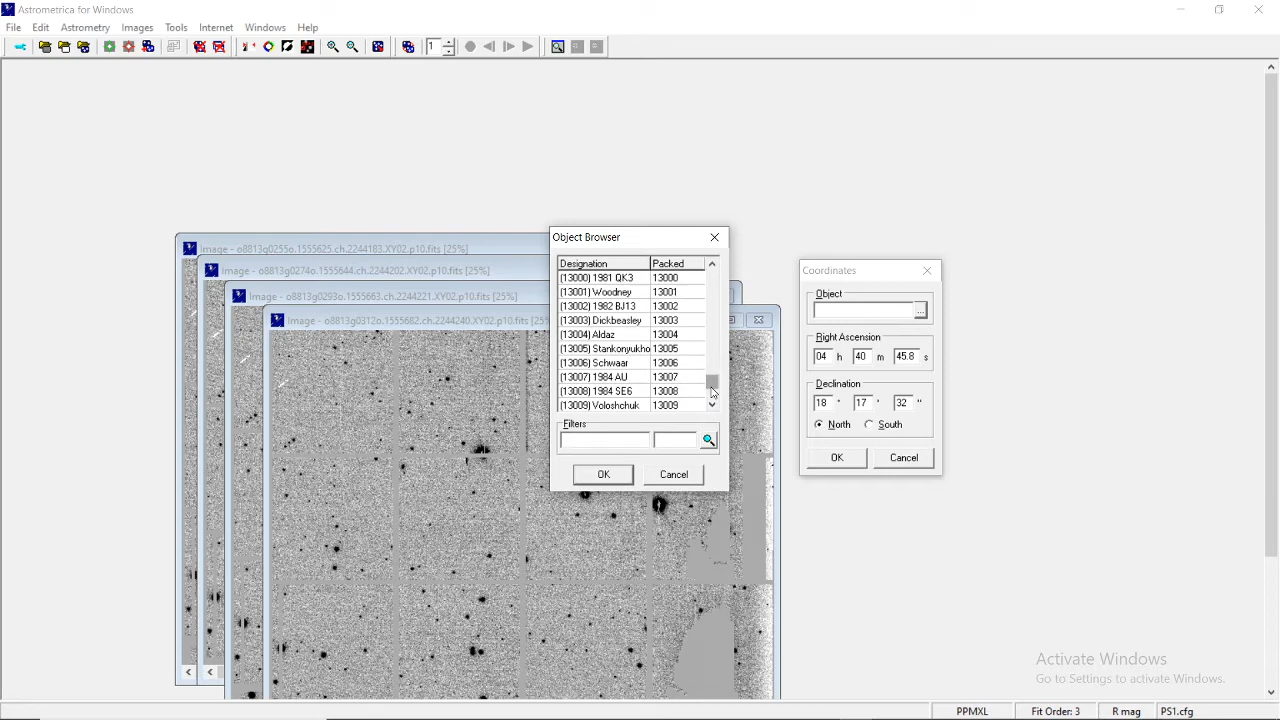 Astrometrica for Windows
File Edit Astrometry Images Tools Internet Windows Help
1
Image - o8813g0255o.1555625.ch.2244183.XY02.p10.fits [25%]
Image - o8813g0274o.1555644.ch.2244202.XY02.p10.fits [25%]
Image - o8813g0293o.1555663.ch.2244221.XY02.p10.fits [25%]
Image - o8813g0312o.1555682.ch.2244240.XY02.p10.fits [25%
Object Browser
Designation Packed
(13000) 1981 QK3 13000
(13001) Woodney 13001
(13002) 1982 BJ13 13002
(13003) Dickbeasley 13003
(13004) Aldaz 13004
(13005) Stankonyukho 13005
(13006) Schwaar 13006
(13007) 1984 AU 13007
(13008) 1984 SE6 13008
(13009) Voloshchuk 13009
Filters
OK Cancel
Coordinates
Object
...
Right Ascension
04 h 40 m 45.8 s
Declination
18 ° 17 ' 32 "
North South
OK Cancel
Activate Windows
Go to Settings to activate Windows.
PPMXL Fit Order: 3 R mag PS1.cfg